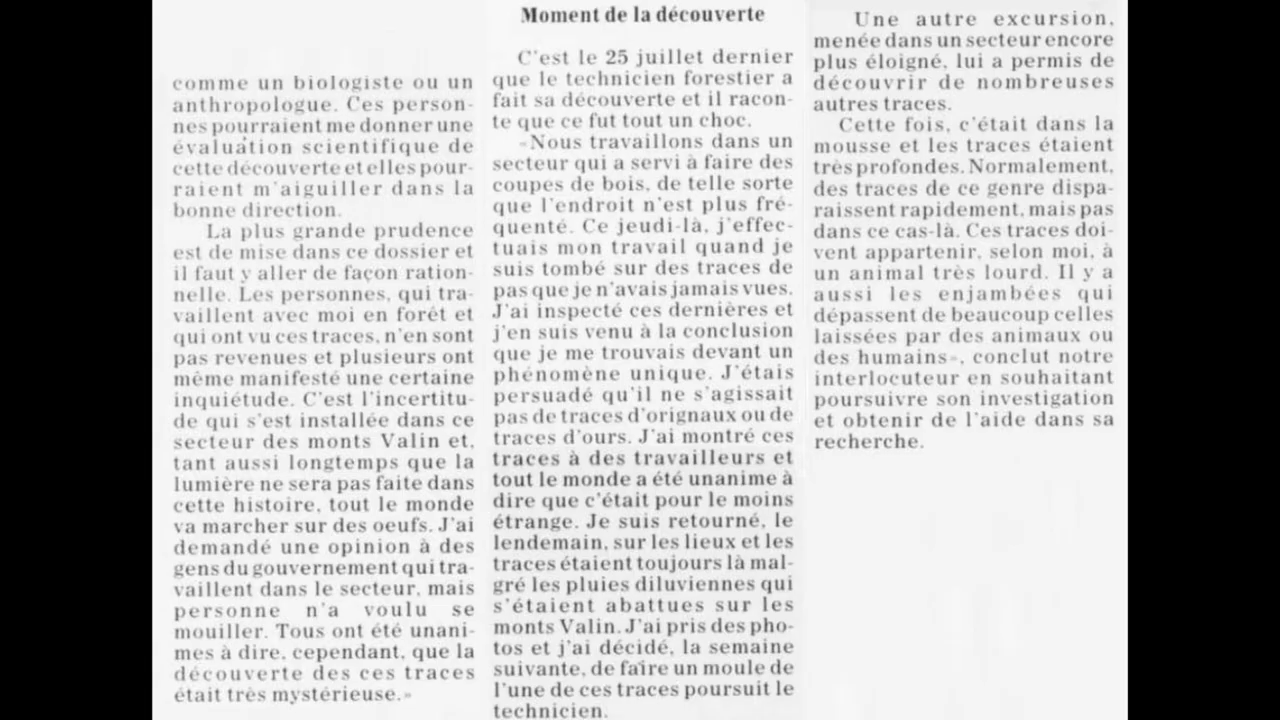 comme un biologiste ou un
anthropologue. Ces person-
nes pourraient me donner une
évaluation scientifique de
cette découverte et elles pour-
raient m'aiguiller dans la
bonne direction.
La plus grande prudence
est de mise dans ce dossier et
il faut y aller de façon ration-
nelle. Les personnes, qui tra-
vaillent avec moi en forêt et
qui ont vu ces traces, n'en sont
pas revenues et plusieurs ont
même manifesté une certaine
inquiétude. C'est l'incertitu-
de qui s'est installée dans ce
secteur des monts Valin et,
tant aussi longtemps que la
lumière ne sera pas faite dans
cette histoire, tout le monde
va marcher sur des oeufs. J'ai
demandé une opinion à des
gens du gouvernement qui tra-
vaillent dans le secteur, mais
personne n'a voulu se
mouiller. Tous ont été unani-
mes à dire, cependant, que la
découverte des ces traces
était très mystérieuse.»
Moment de la découverte
C'est le 25 juillet dernier
que le technicien forestier a
fait sa découverte et il racon-
te que ce fut tout un choc.
«Nous travaillons dans un
secteur qui a servi à faire des
coupes de bois, de telle sorte
que l'endroit n'est plus fré-
quenté. Ce jeudi-là, j'effec-
tuais mon travail quand je
suis tombé sur des traces de
pas que je n'avais jamais vues.
J'ai inspecté ces dernières et
j'en suis venu à la conclusion
que je me trouvais devant un
phénomène unique. J'étais
persuadé qu'il ne s'agissait
pas de traces d'orignaux ou de
traces d'ours. J'ai montré ces
traces à des travailleurs et
tout le monde a été unanime à
dire que c'était pour le moins
étrange. Je suis retourné, le
lendemain, sur les lieux et les
traces étaient toujours là mal-
gré les pluies diluviennes qui
s'étaient abattues sur les
monts Valin. J'ai pris des pho-
tos et j'ai décidé, la semaine
suivante, de faire un moule de
l'une de ces traces poursuit le
technicien.
Une autre excursion,
menée dans un secteur encore
plus éloigné, lui a permis de
découvrir de nombreuses
autres traces.
Cette fois, c'était dans la
mousse et les traces étaient
très profondes. Normalement,
des traces de ce genre dispa-
raissent rapidement, mais pas
dans ce cas-là. Ces traces doi-
vent appartenir, selon moi, à
un animal très lourd. Il y a
aussi les enjambées qui
dépassent de beaucoup celles
laissées par des animaux ou
des humains», conclut notre
interlocuteur en souhaitant
poursuivre son investigation
et obtenir de l'aide dans sa
recherche.